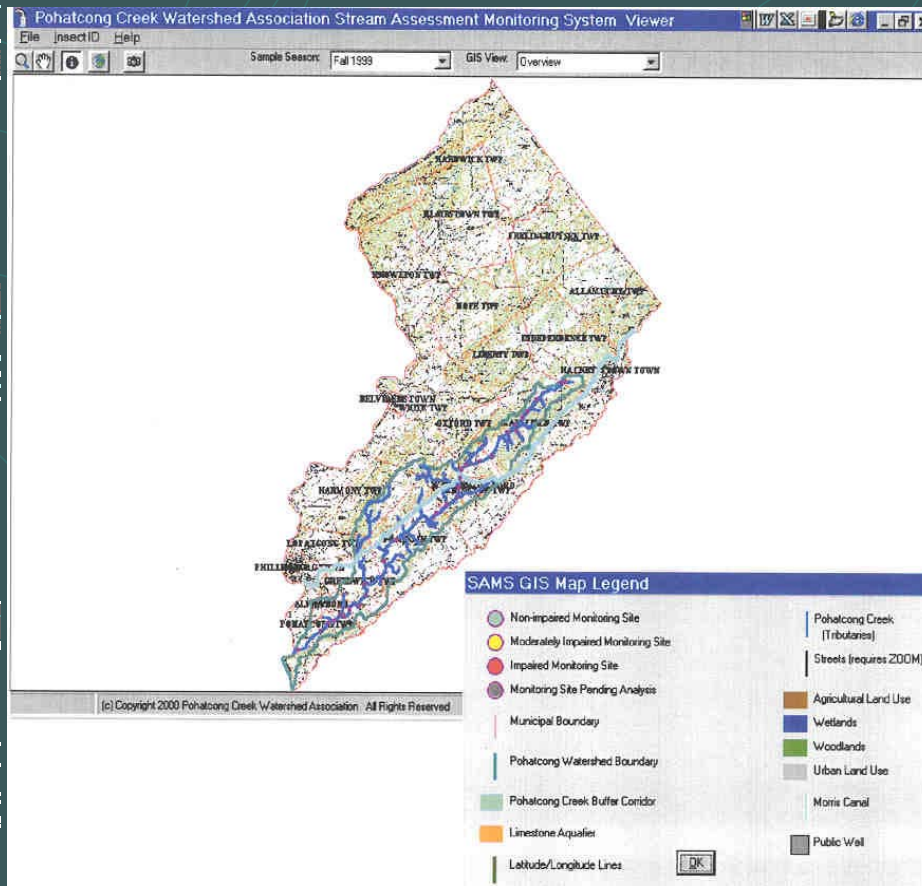 Pohatcong Creek Watershed Association Stream Assessment Monitoring System Viewer
File InsectID Help
Sample Season: Fall 1999 GIS View: Overview
HARDWICK TWP
BLAIRSTOWN TWP
FRELINGHUYSEN TWP
KNOWLTON TWP
ALLAMUCHY TWP
HOPE TWP
INDEPENDENCE TWP
LIBERTY TWP
TOWN
BELVIDERE TOWN
WHITE TWP
OXFORD TWP
TWP
HARMONY TWP
TWP
LOPATCONG TWP
TWP
GREENWICH TWP
POHATCONG TWP
SAMS GIS Map Legend
Non-impaired Monitoring Site
Moderately Impaired Monitoring Site
Impaired Monitoring Site
Monitoring Site Pending Analysis
Municipal Boundary
Pohatcong Watershed Boundary
Pohatcong Creek Buffer Corridor
Limestone Aquafier
Latitude/Longitude Lines
Pohatcong Creek
(Tributaries)
Streets (requires ZOOM)
Agricultural Land Use
Wetlands
Woodlands
Urban Land Use
Morris Canal
Public Well
OK
(c) Copyright 2000 Pohatcong Creek Watershed Association All Rights Reserved